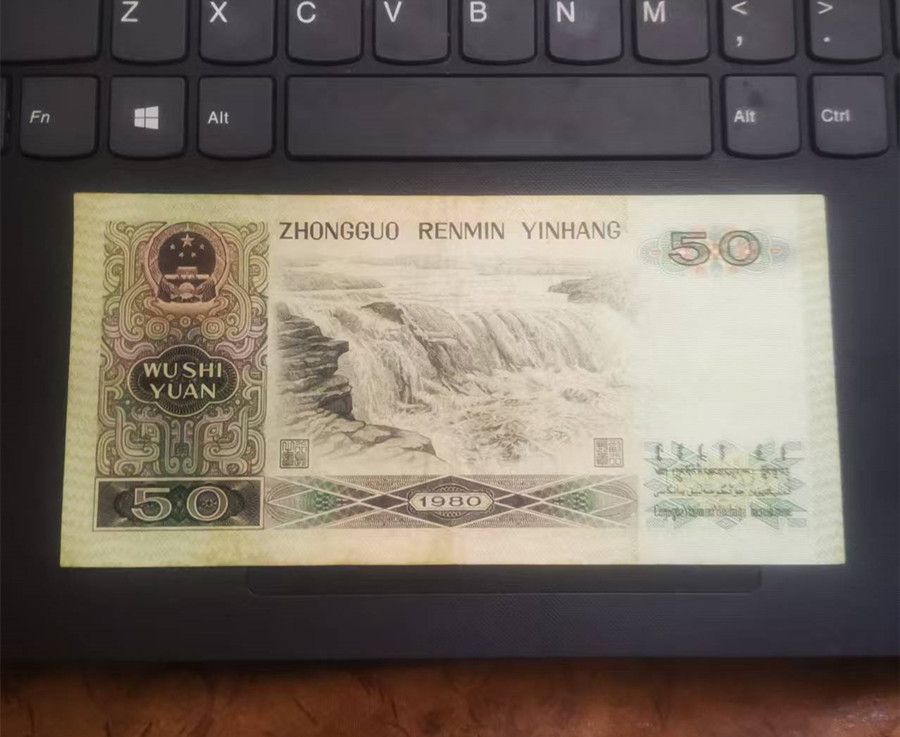 Z X C V B N M < ,  > .
Fn Alt Alt Ctrl
ZHONGGUO RENMIN YINHANG
50
WU SHI
YUAN
50
1980